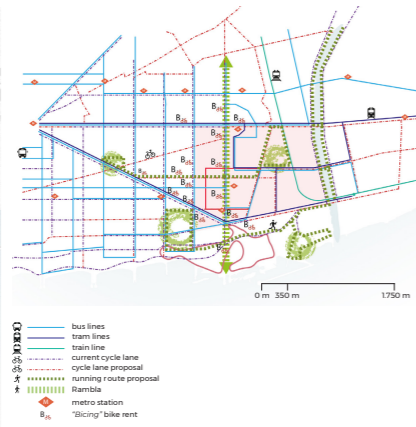 B
B
B
B
B
B
B
B
B
B
B
B
B
B
0 m 350 m 1.750 m
bus lines
tram lines
train line
current cycle lane
cycle lane proposal
running route proposal
Rambla
M metro station
B "Bicing" bike rent